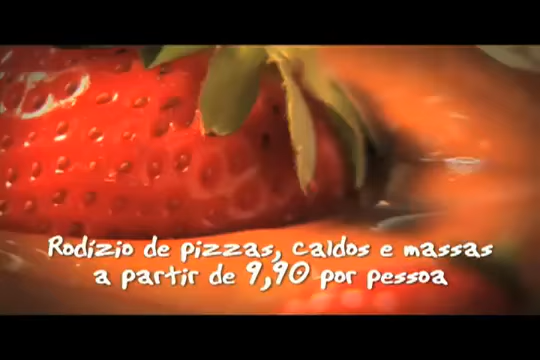 Rodízio de pizzas, caldos e massas
a partir de 9,90 por pessoa